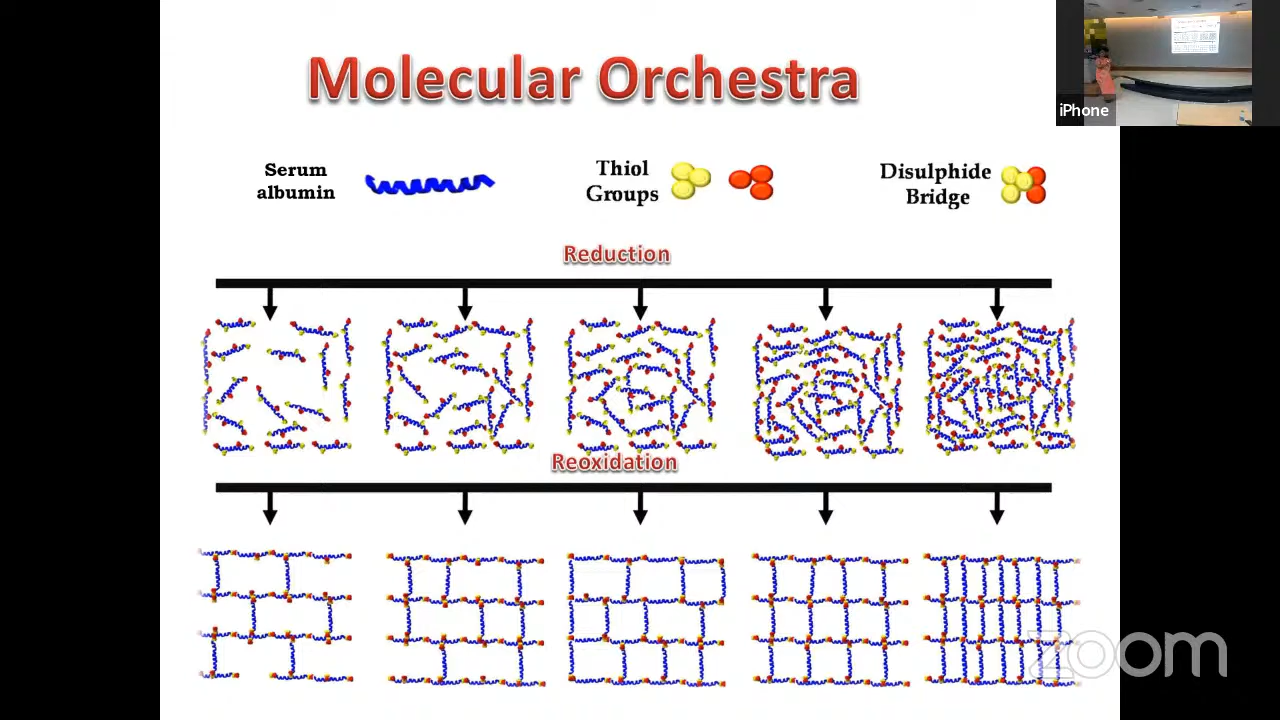 Molecular Orchestra
iPhone
Serum
albumin
Thiol
Groups
Disulphide
Bridge
Reduction
Reoxidation
zoom